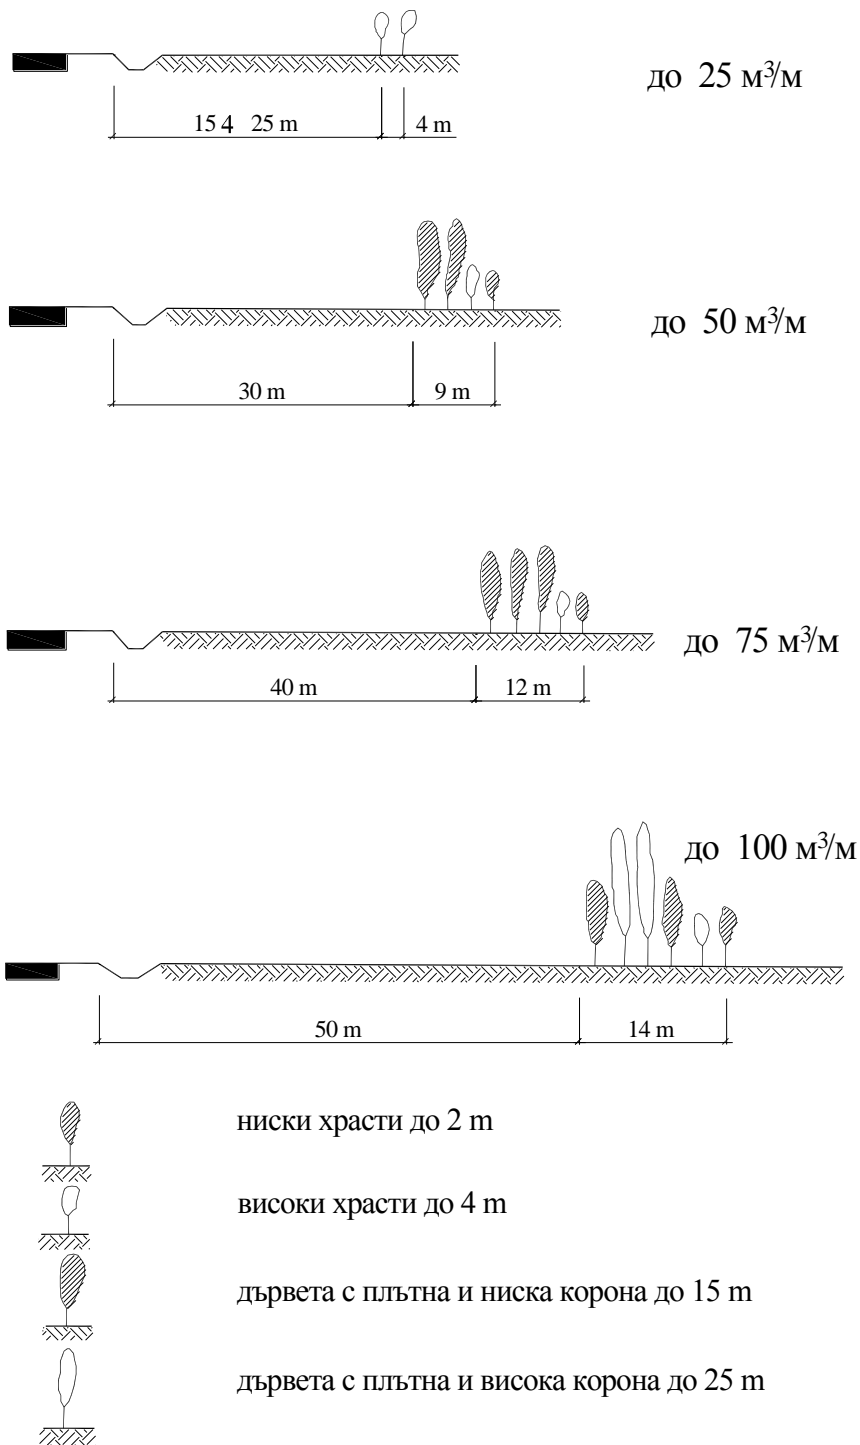 до 25 м³/м
15 4 25 m 4 m
до 50 м³/м
30 m 9 m
до 75 м³/м
40 m 12 m
до 100 м³/м
50 m 14 m
ниски храсти до 2 m
високи храсти до 4 m
дървета с плътна и ниска корона до 15 m
дървета с плътна и висока корона до 25 m